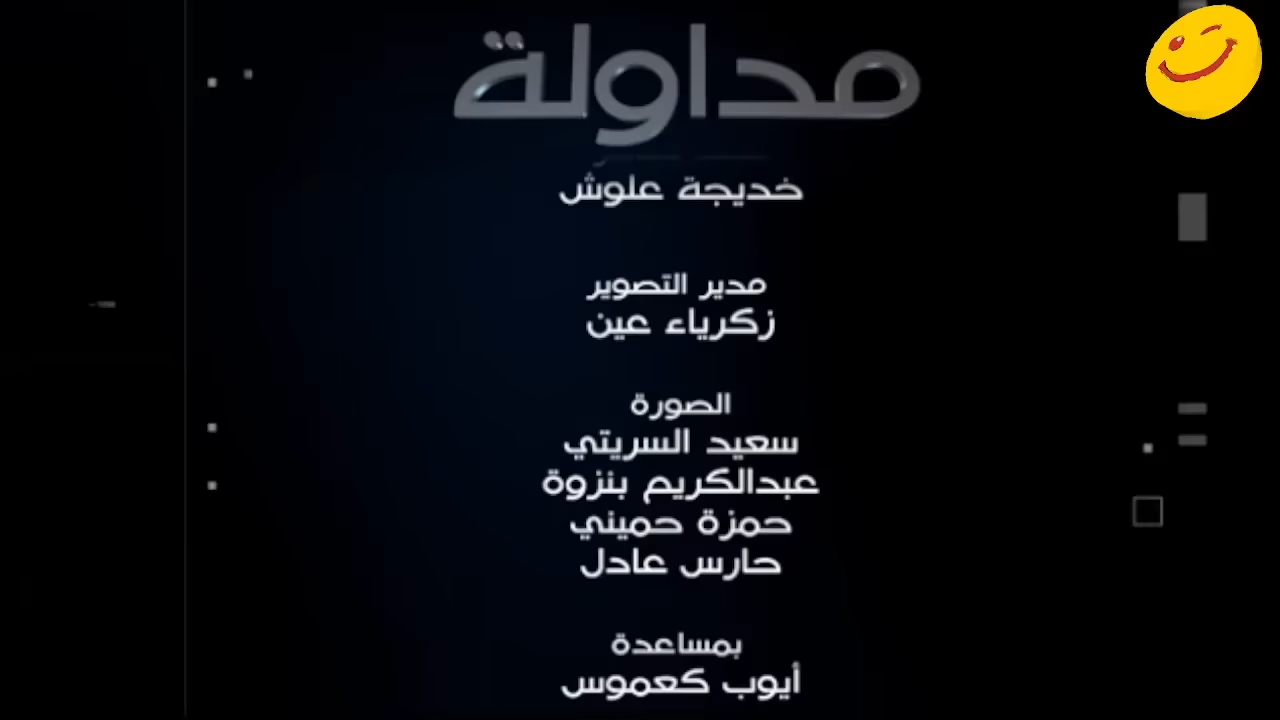 مداولة
خديجة علوش
مدير التصوير
زكرياء عين
الصورة
سعيد السريتي
عبدالكريم بنزوة
حمزة حميني
حارس عادل
بمساعدة
أيوب كعموس